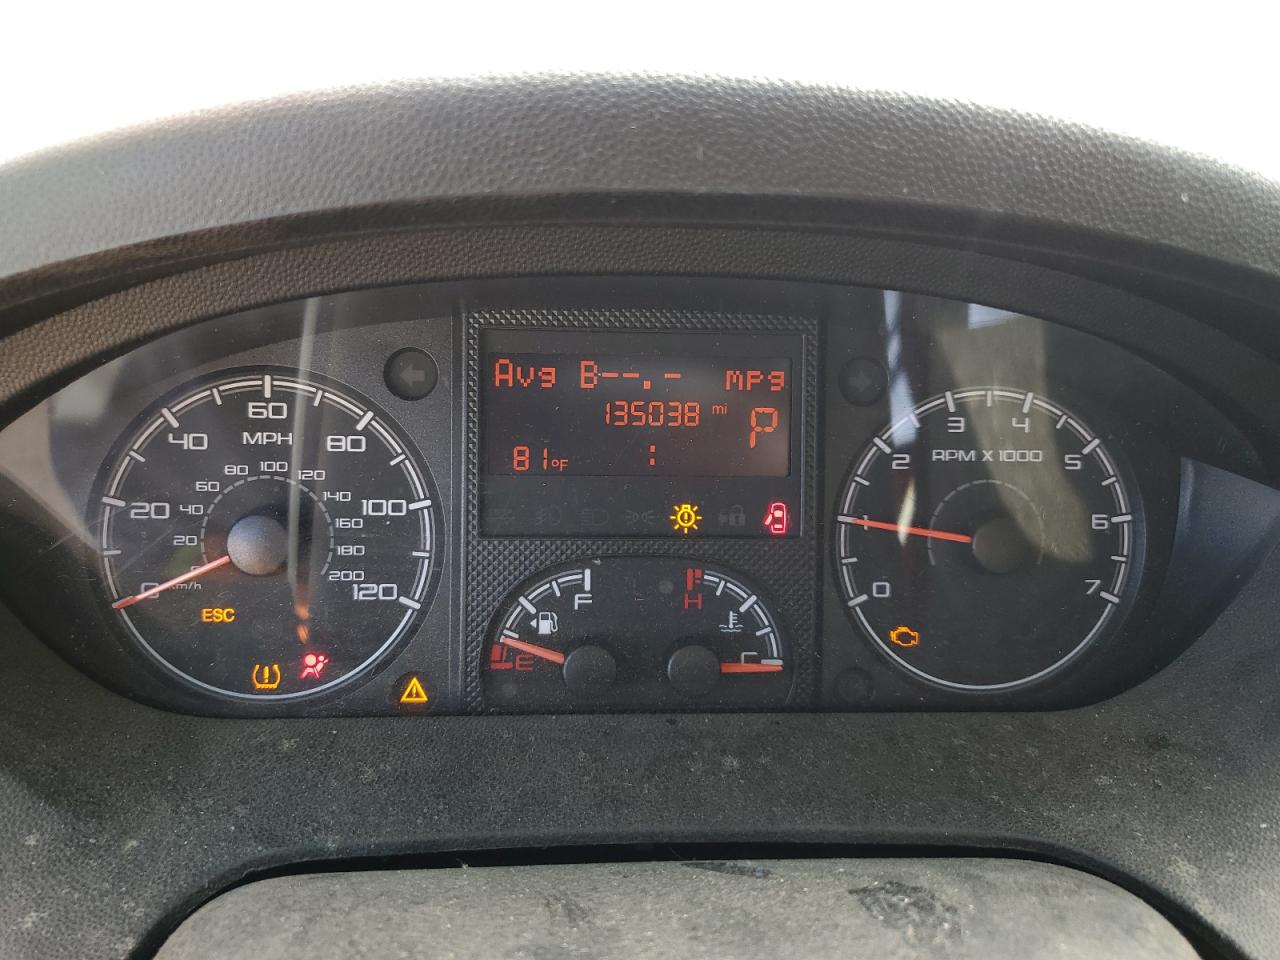 Avg B--.- mpg
135038 mi
P
81°F :
0 20 40 60 80 100 120
MPH
20 40 60 80 100 120 140 160 180 200
km/h
ESC
F
E
H
C
0 1 2 3 4 5 6 7
RPM X 1000